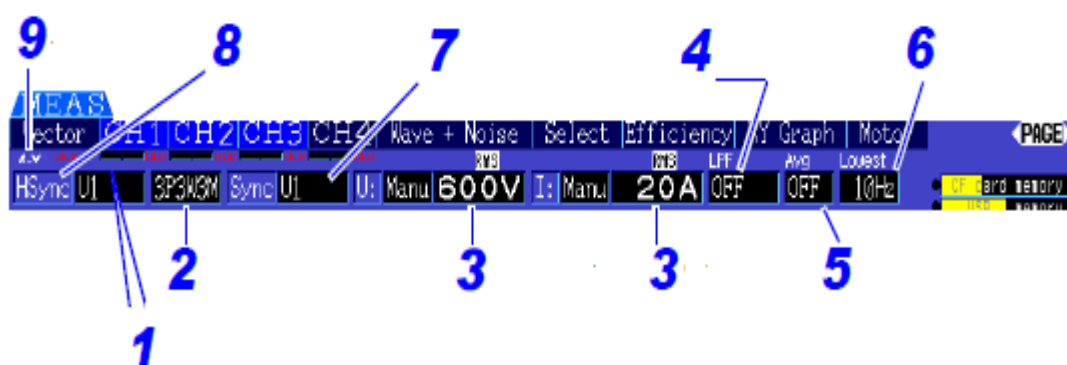 9 8 7 4 6
MEAS
Vector CH1 CH2 CH3 CH4 Wave + Noise Select Efficiency XY Graph Moto PAGE
Δ-Y RMS RMS LPF Avg Lowest
HSync U1 3P3W3M Sync U1 U: Manu 600V I: Manu 20A OFF OFF 10Hz CF card memory
USB memory
2 3 3 5
1